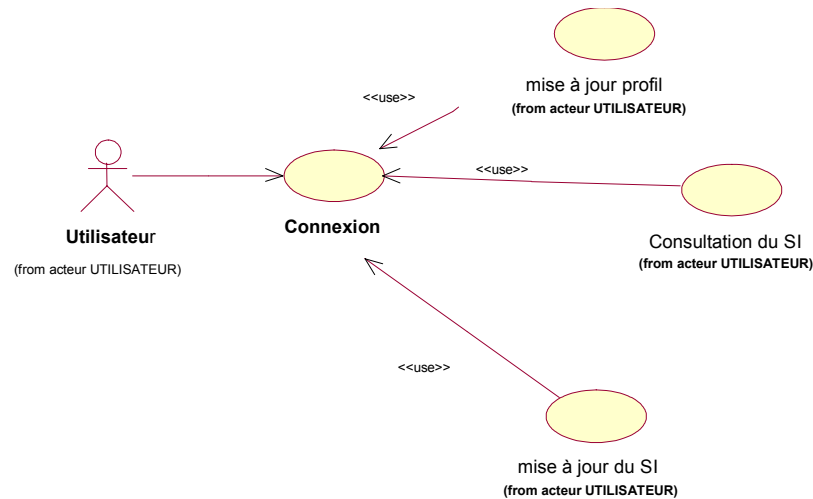 mise à jour profil
(from acteur UTILISATEUR)
<<use>>
<<use>>
Utilisateur
(from acteur UTILISATEUR)
Connexion
Consultation du SI
(from acteur UTILISATEUR)
<<use>>
mise à jour du SI
(from acteur UTILISATEUR)